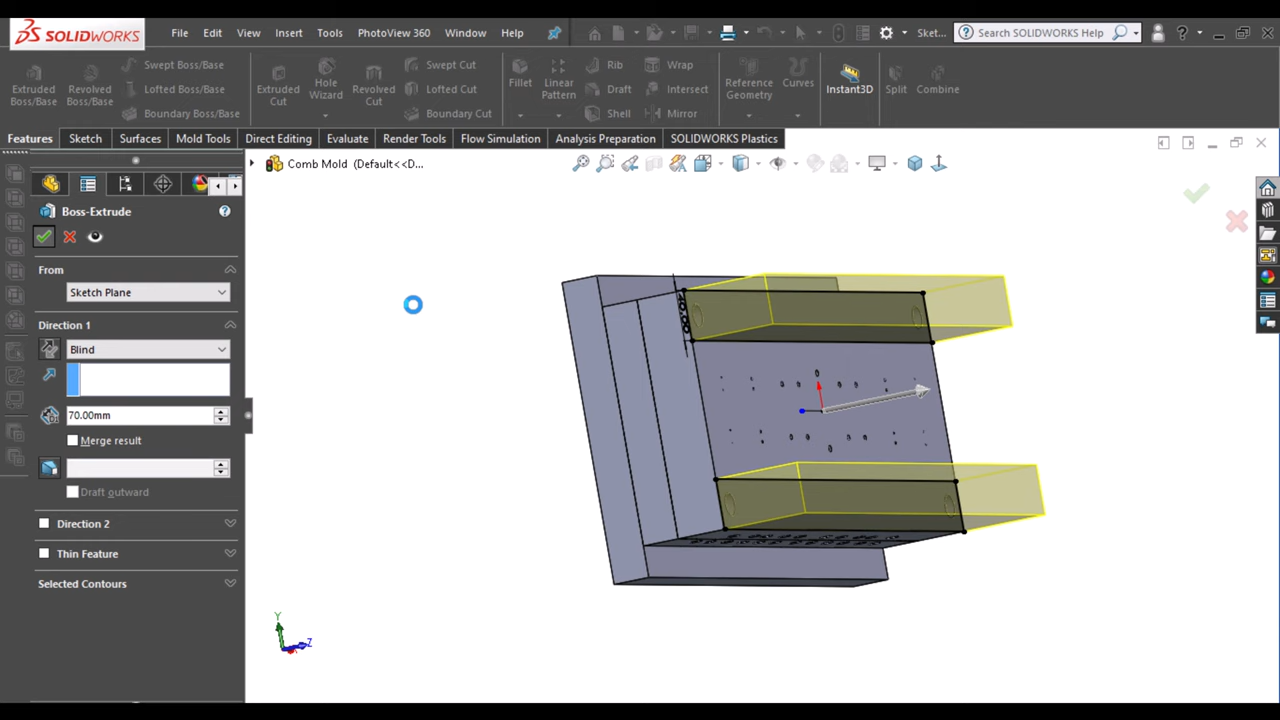 SOLIDWORKS File Edit View Insert Tools PhotoView 360 Window Help Sket... Search SOLIDWORKS Help
Extruded Boss/Base
Revolved Boss/Base
Swept Boss/Base
Lofted Boss/Base
Boundary Boss/Base
Extruded Cut
Hole Wizard
Revolved Cut
Swept Cut
Lofted Cut
Boundary Cut
Fillet
Linear Pattern
Rib
Draft
Shell
Wrap
Intersect
Mirror
Reference Geometry
Curves
Instant3D
Split
Combine
Features Sketch Surfaces Mold Tools Direct Editing Evaluate Render Tools Flow Simulation Analysis Preparation SOLIDWORKS Plastics
Comb Mold (Default<<D...
Boss-Extrude
From
Sketch Plane
Direction 1
Blind
70.00mm
Merge result
Draft outward
Direction 2
Thin Feature
Selected Contours
Y
Z